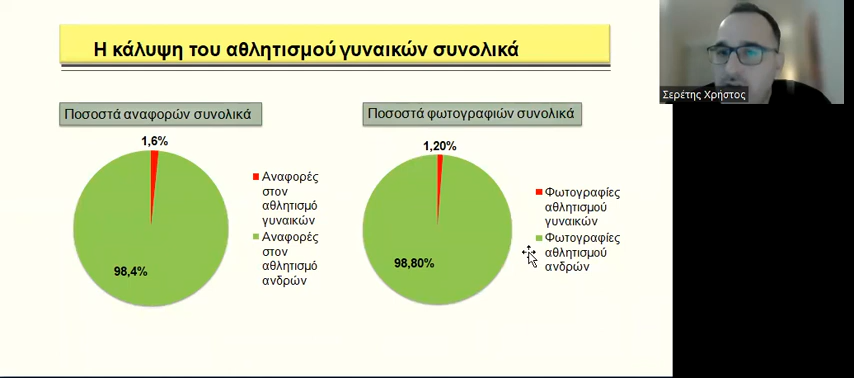 Η κάλυψη του αθλητισμού γυναικών συνολικά
Σερέτης Χρήστος
Ποσοστά αναφορών συνολικά
Ποσοστά φωτογραφιών συνολικά
1,6%
98,4%
Αναφορές
στον
αθλητισμό
γυναικών
Αναφορές
στον
αθλητισμό
ανδρών
1,20%
98,80%
Φωτογραφίες
αθλητισμού
γυναικών
Φωτογραφίες
αθλητισμού
ανδρών